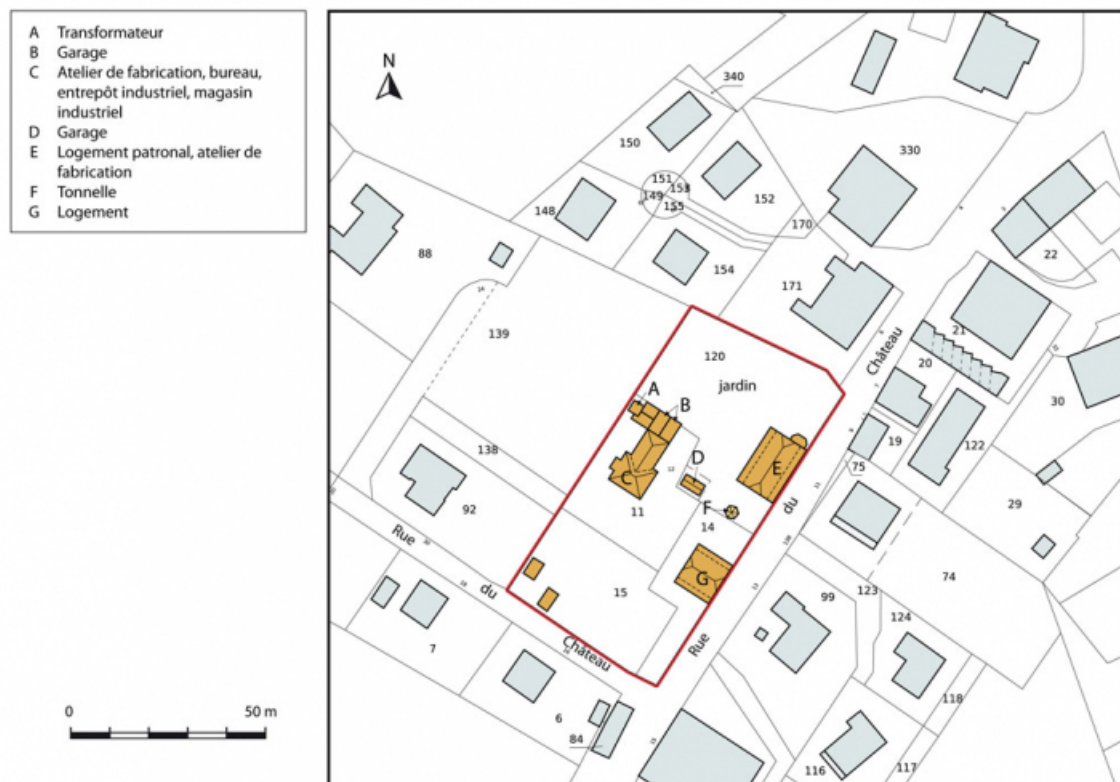 A Transformateur
B Garage
C Atelier de fabrication, bureau,
entrepôt industriel, magasin
industriel
D Garage
E Logement patronal, atelier de
fabrication
F Tonnelle
G Logement
0 50 m
N
340
150
330
151
153
149
155
152
148
170
22
88
154
171
21
139
Château
120
20
jardin
30
A
B
19
122
138
E
D
75
C
29
92
11
F
14
du
Rue
74
G
15
99
123
du
124
7
Château
Rue
118
6
84
116
117